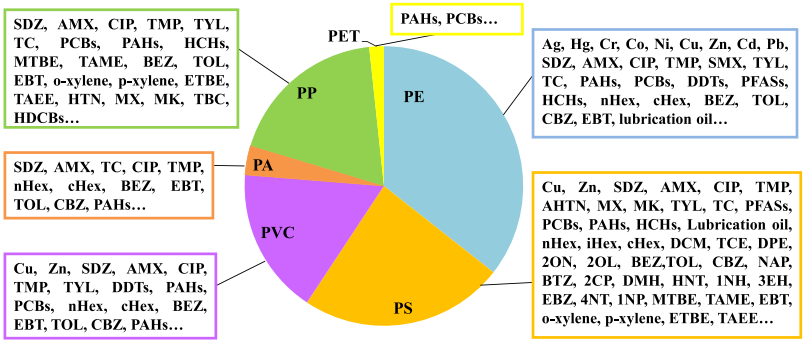 SDZ, AMX, CIP, TMP, TYL,
TC, PCBs, PAHs, HCHs,
MTBE, TAME, BEZ, TOL,
EBT, o-xylene, p-xylene, ETBE,
TAEE, HTN, MX, MK, TBC,
HDCBs…
PET
PAHs, PCBs…
PP
PE
Ag, Hg, Cr, Co, Ni, Cu, Zn, Cd, Pb,
SDZ, AMX, CIP, TMP, SMX, TYL,
TC, PAHs, PCBs, DDTs, PFASs,
HCHs, nHex, cHex, BEZ, TOL,
CBZ, EBT, lubrication oil…
SDZ, AMX, TC, CIP, TMP,
nHex, cHex, BEZ, EBT,
TOL, CBZ, PAHs…
PA
PVC
PS
Cu, Zn, SDZ, AMX, CIP, TMP,
AHTN, MX, MK, TYL, TC, PFASs,
PCBs, PAHs, HCHs, Lubrication oil,
nHex, iHex, cHex, DCM, TCE, DPE,
2ON, 2OL, BEZ,TOL, CBZ, NAP,
BTZ, 2CP, DMH, HNT, 1NH, 3EH,
EBZ, 4NT, 1NP, MTBE, TAME, EBT,
o-xylene, p-xylene, ETBE, TAEE…
Cu, Zn, SDZ, AMX, CIP,
TMP, TYL, DDTs, PAHs,
PCBs, nHex, cHex, BEZ,
EBT, TOL, CBZ, PAHs…